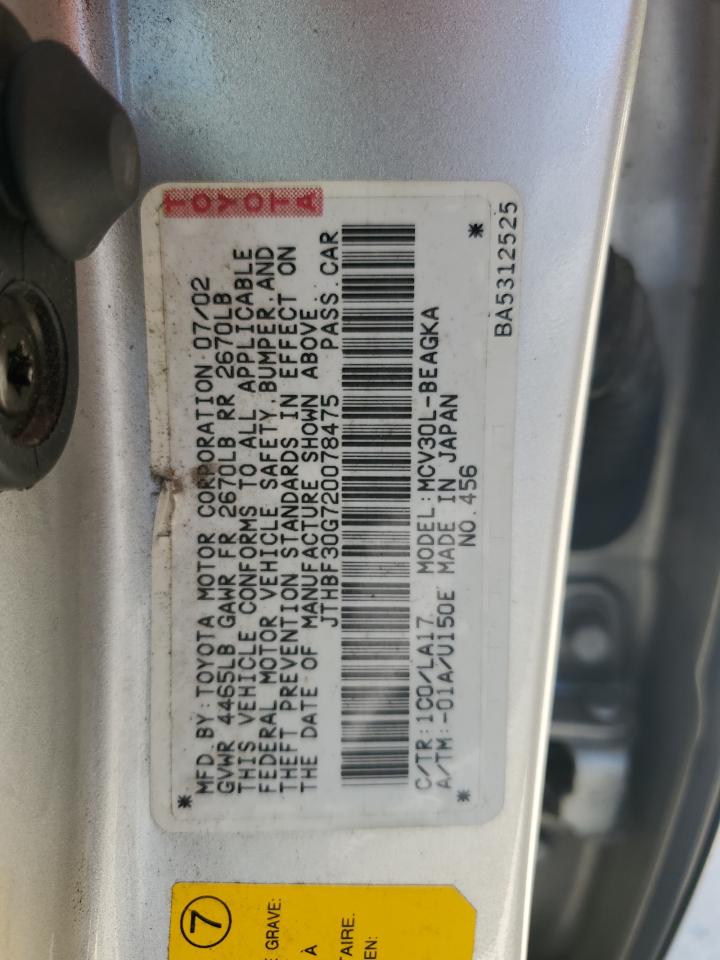 TOYOTA
MFD. BY: TOYOTA MOTOR CORPORATION 07/02
GVWR 4465LB GAWR FR 2670LB RR 2670LB
THIS VEHICLE CONFORMS TO ALL APPLICABLE
FEDERAL MOTOR VEHICLE SAFETY, BUMPER, AND
THEFT PREVENTION STANDARDS IN EFFECT ON
THE DATE OF MANUFACTURE SHOWN ABOVE.
JTHBF30G720078475 PASS. CAR
C/TR: 1C0/LA17 MODEL: MCV30L-BEAGKA
A/TM: -01A/U150E MADE IN JAPAN
* NO. 456 *
BA5312525
7
GRAVE:
À
TAIRE.
EN: